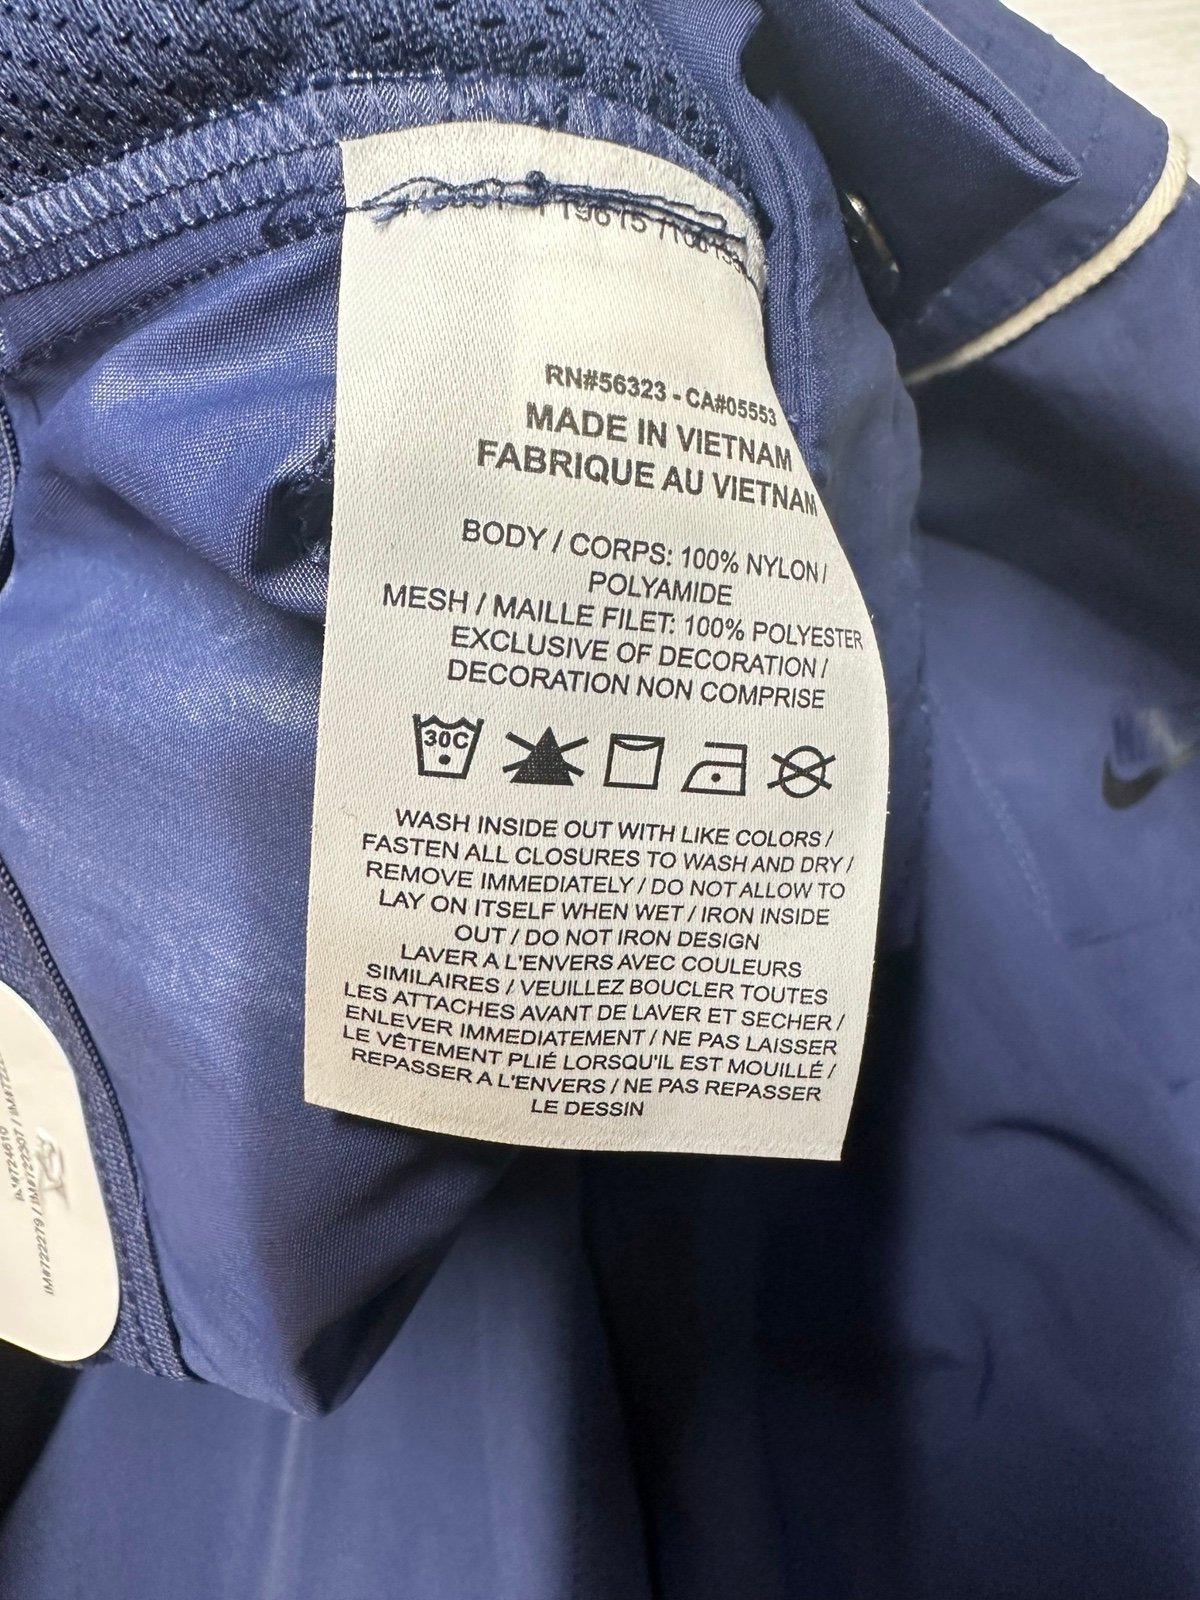 RN#56323 - CA#05553
MADE IN VIETNAM
FABRIQUE AU VIETNAM
BODY / CORPS: 100% NYLON /
POLYAMIDE
MESH / MAILLE FILET: 100% POLYESTER
EXCLUSIVE OF DECORATION /
DECORATION NON COMPRISE
30C
WASH INSIDE OUT WITH LIKE COLORS /
FASTEN ALL CLOSURES TO WASH AND DRY /
REMOVE IMMEDIATELY / DO NOT ALLOW TO
LAY ON ITSELF WHEN WET / IRON INSIDE
OUT / DO NOT IRON DESIGN
LAVER A L'ENVERS AVEC COULEURS
SIMILAIRES / VEUILLEZ BOUCLER TOUTES
LES ATTACHES AVANT DE LAVER ET SECHER /
ENLEVER IMMEDIATEMENT / NE PAS LAISSER
LE VÊTEMENT PLIÉ LORSQU'IL EST MOUILLÉ /
REPASSER A L'ENVERS / NE PAS REPASSER
LE DESSIN